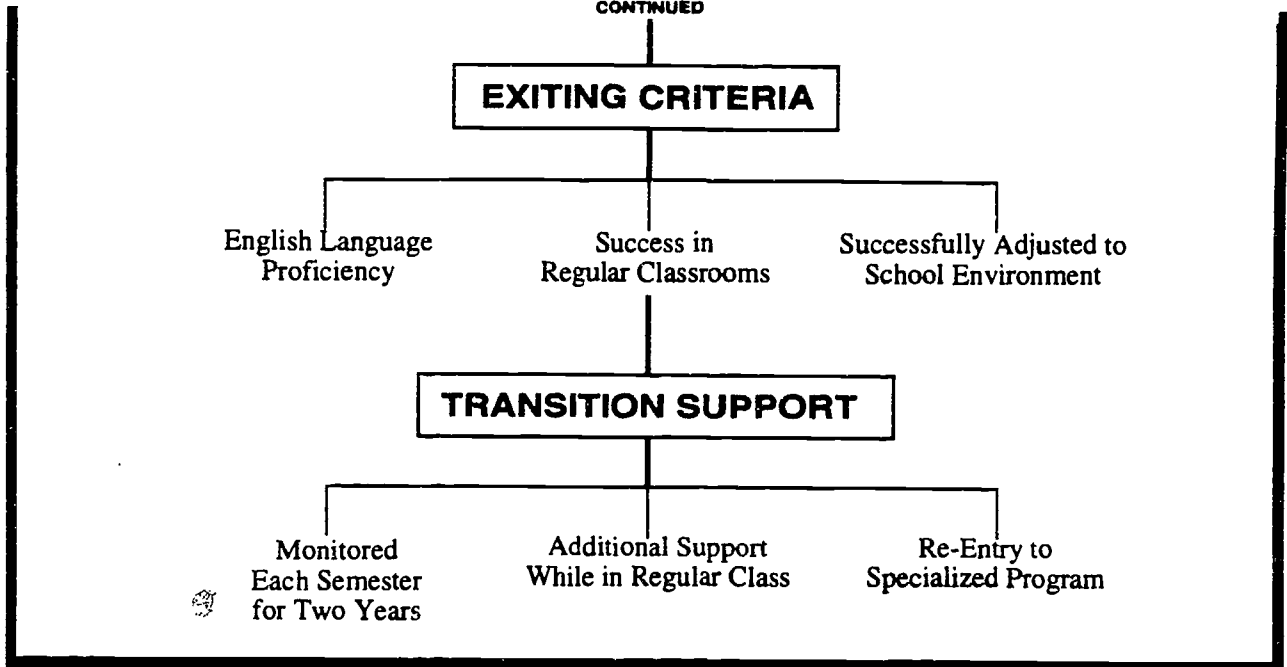 CONTINUED
EXITING CRITERIA
English Language
Proficiency
Success in
Regular Classrooms
Successfully Adjusted to
School Environment
TRANSITION SUPPORT
Monitored
Each Semester
for Two Years
Additional Support
While in Regular Class
Re-Entry to
Specialized Program